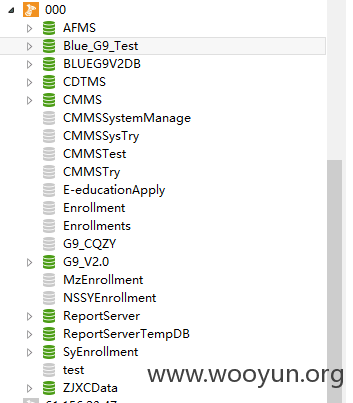 000
AFMS
Blue_G9_Test
BLUEG9V2DB
CDTMS
CMMS
CMMSSystemManage
CMMSSysTry
CMMSTest
CMMSTry
E-educationApply
Enrollment
Enrollments
G9_CQZY
G9_V2.0
MzEnrollment
NSSYEnrollment
ReportServer
ReportServerTempDB
SyEnrollment
test
www.wooyun.org
ZJXCData